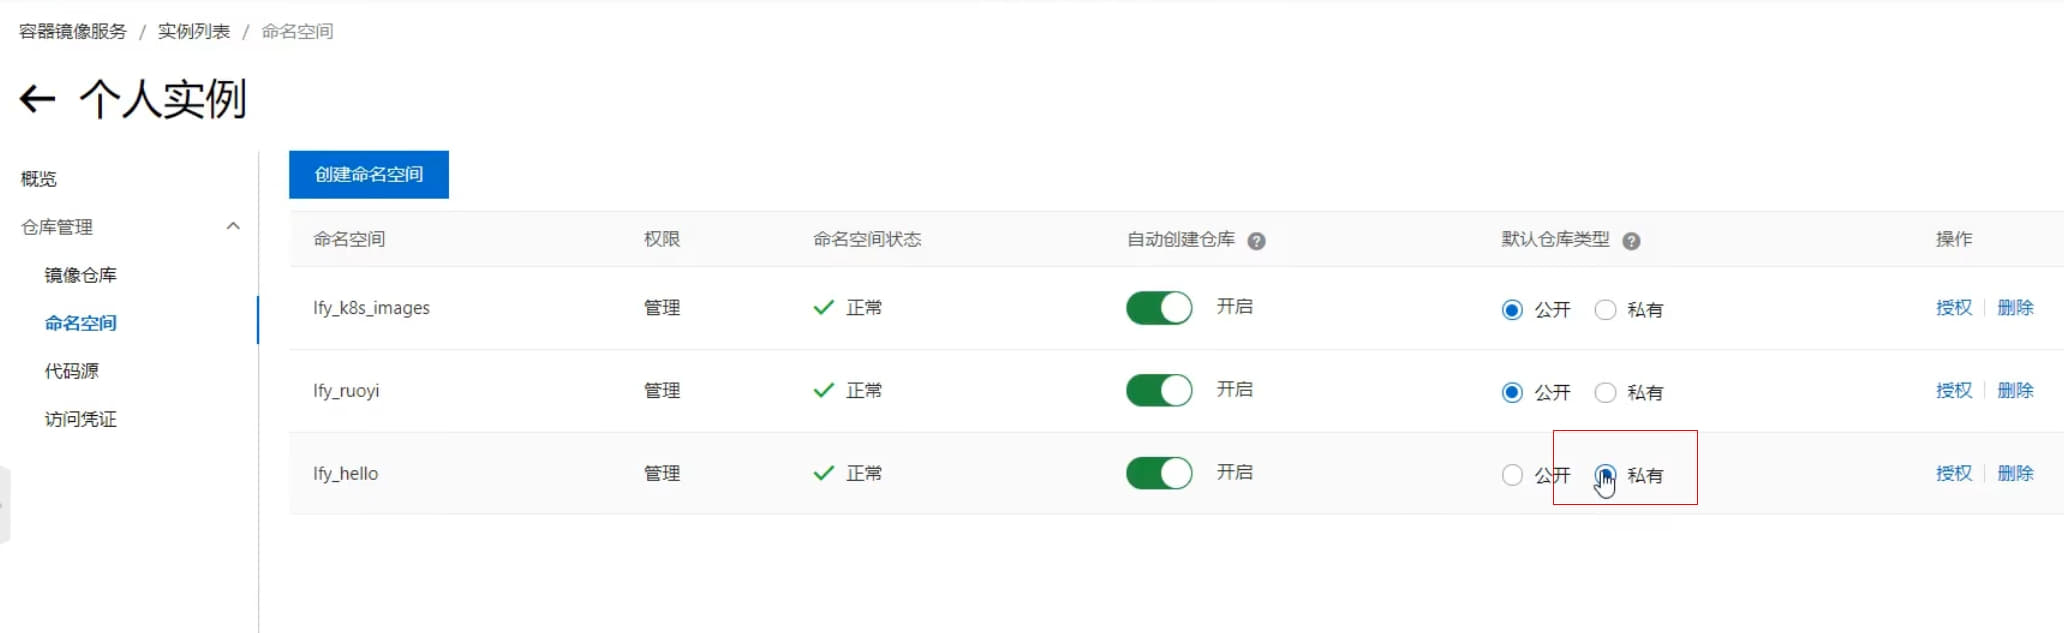 容器镜像服务 / 实例列表 / 命名空间
← 个人实例
概览
仓库管理
镜像仓库
命名空间
代码源
访问凭证
创建命名空间
命名空间 权限 命名空间状态 自动创建仓库 ? 默认仓库类型 ? 操作
lfy_k8s_images 管理 正常 开启 公开 私有 授权 删除
lfy_ruoyi 管理 正常 开启 公开 私有 授权 删除
lfy_hello 管理 正常 开启 公开 私有 授权 删除